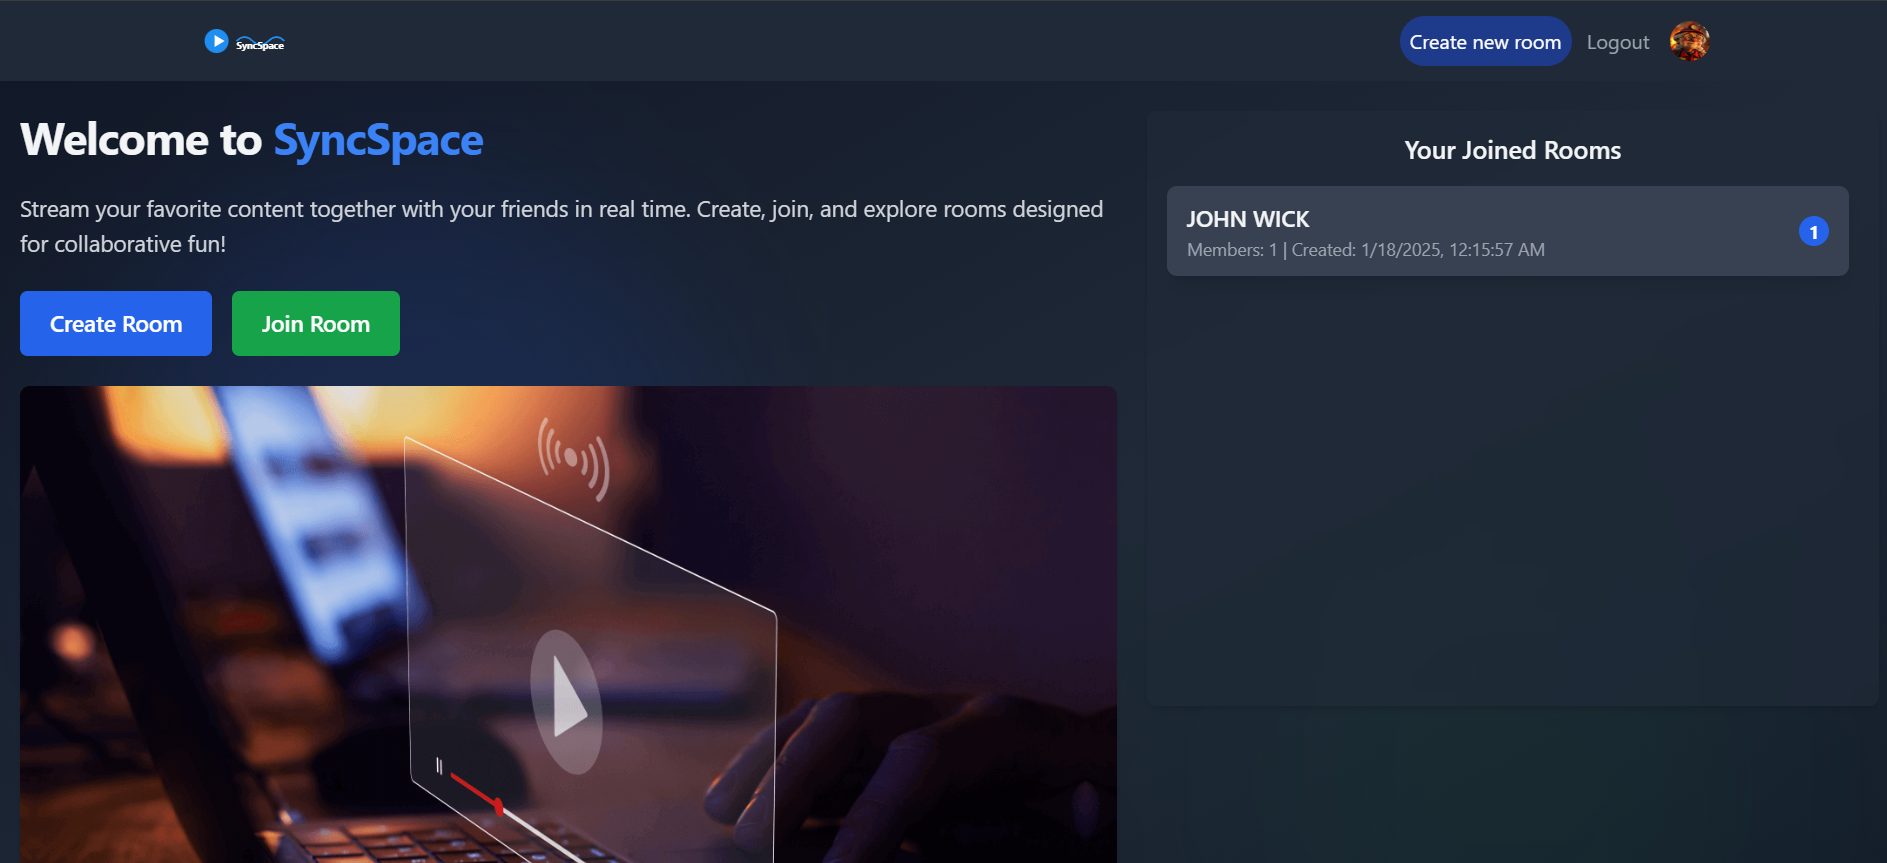 SyncSpace
Create new room
Logout
Welcome to SyncSpace
Stream your favorite content together with your friends in real time. Create, join, and explore rooms designed
for collaborative fun!
Create Room
Join Room
Your Joined Rooms
JOHN WICK
Members: 1 | Created: 1/18/2025, 12:15:57 AM
1